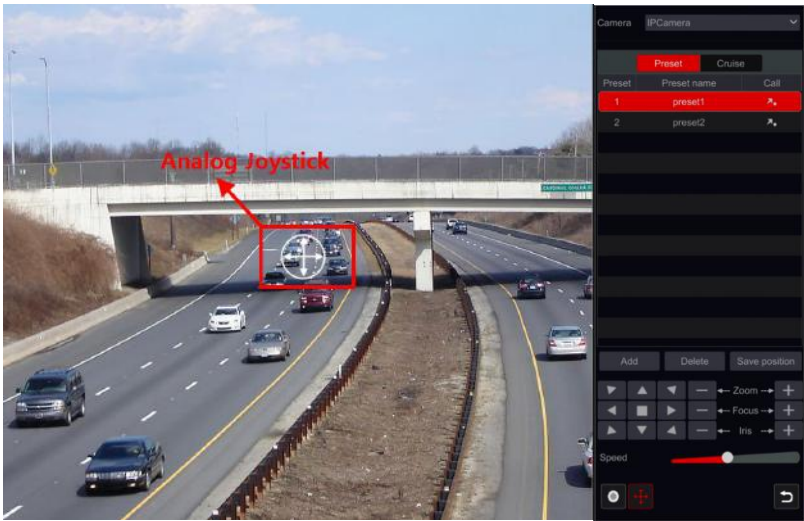 Camera IPCamera
Preset Cruise
Preset Preset name Call
1 preset1
2 preset2
Analog Joystick
Add Delete Save position
Zoom
Focus
Iris
Speed